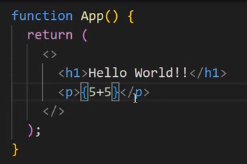 function App() {
  return (
    <>
      <h1>Hello World!!</h1>
      <p>{5+5}</p>
    </>
  );
}